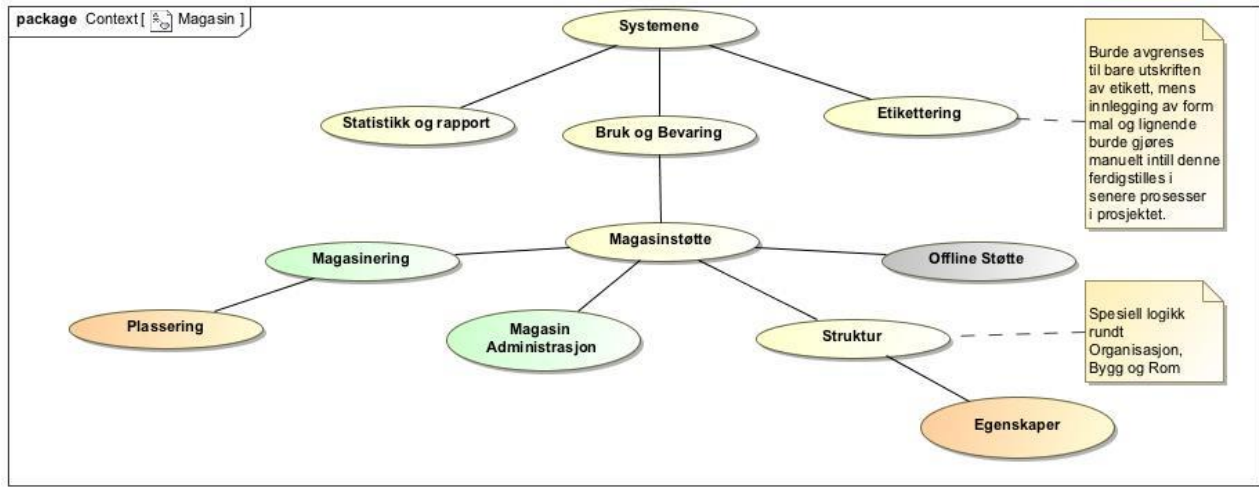 package Context [ Magasin ]
Systemene
Burde avgrenses
til bare utskriften
av etikett, mens
innlegging av form
mal og lignende
burde gjøres
manuelt intill denne
ferdigstilles i
senere prosesser
i prosjektet.
Statistikk og rapport
Bruk og Bevaring
Etikettering
Magasinering
Magasinstøtte
Offline Støtte
Plassering
Magasin
Administrasjon
Struktur
Spesiell logikk
rundt
Organisasjon,
Bygg og Rom
Egenskaper